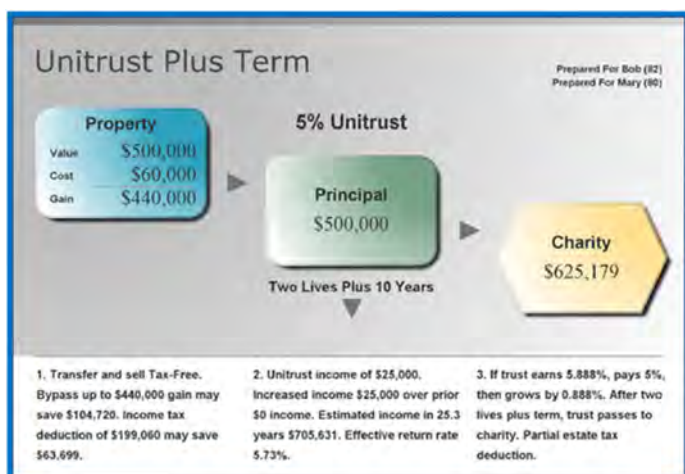 Unitrust Plus Term
Prepared For Bob (82)
Prepared For Mary (80)
Property
Value $500,000
Cost $60,000
Gain $440,000
5% Unitrust
Principal
$500,000
Two Lives Plus 10 Years
Charity
$625,179
1. Transfer and sell Tax-Free.
Bypass up to $440,000 gain may
save $104,720. Income tax
deduction of $199,060 may save
$63,699.
2. Unitrust income of $25,000.
Increased income $25,000 over prior
$0 income. Estimated income in 25.3
years $705,631. Effective return rate
5.73%.
3. If trust earns 5.888%, pays 5%,
then grows by 0.888%. After two
lives plus term, trust passes to
charity. Partial estate tax
deduction.